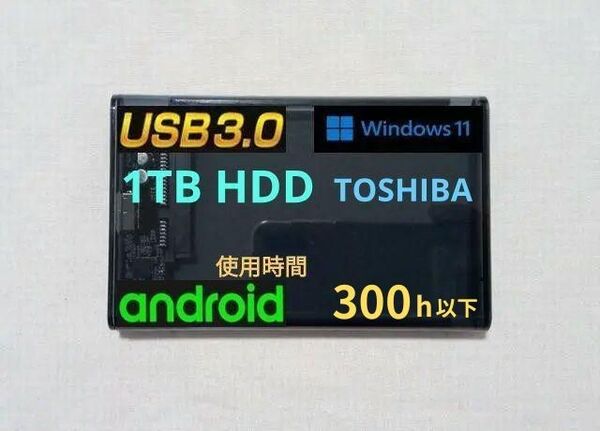 USB3.0
Windows 11
1TB HDD
TOSHIBA
使用時間
android
300h以下